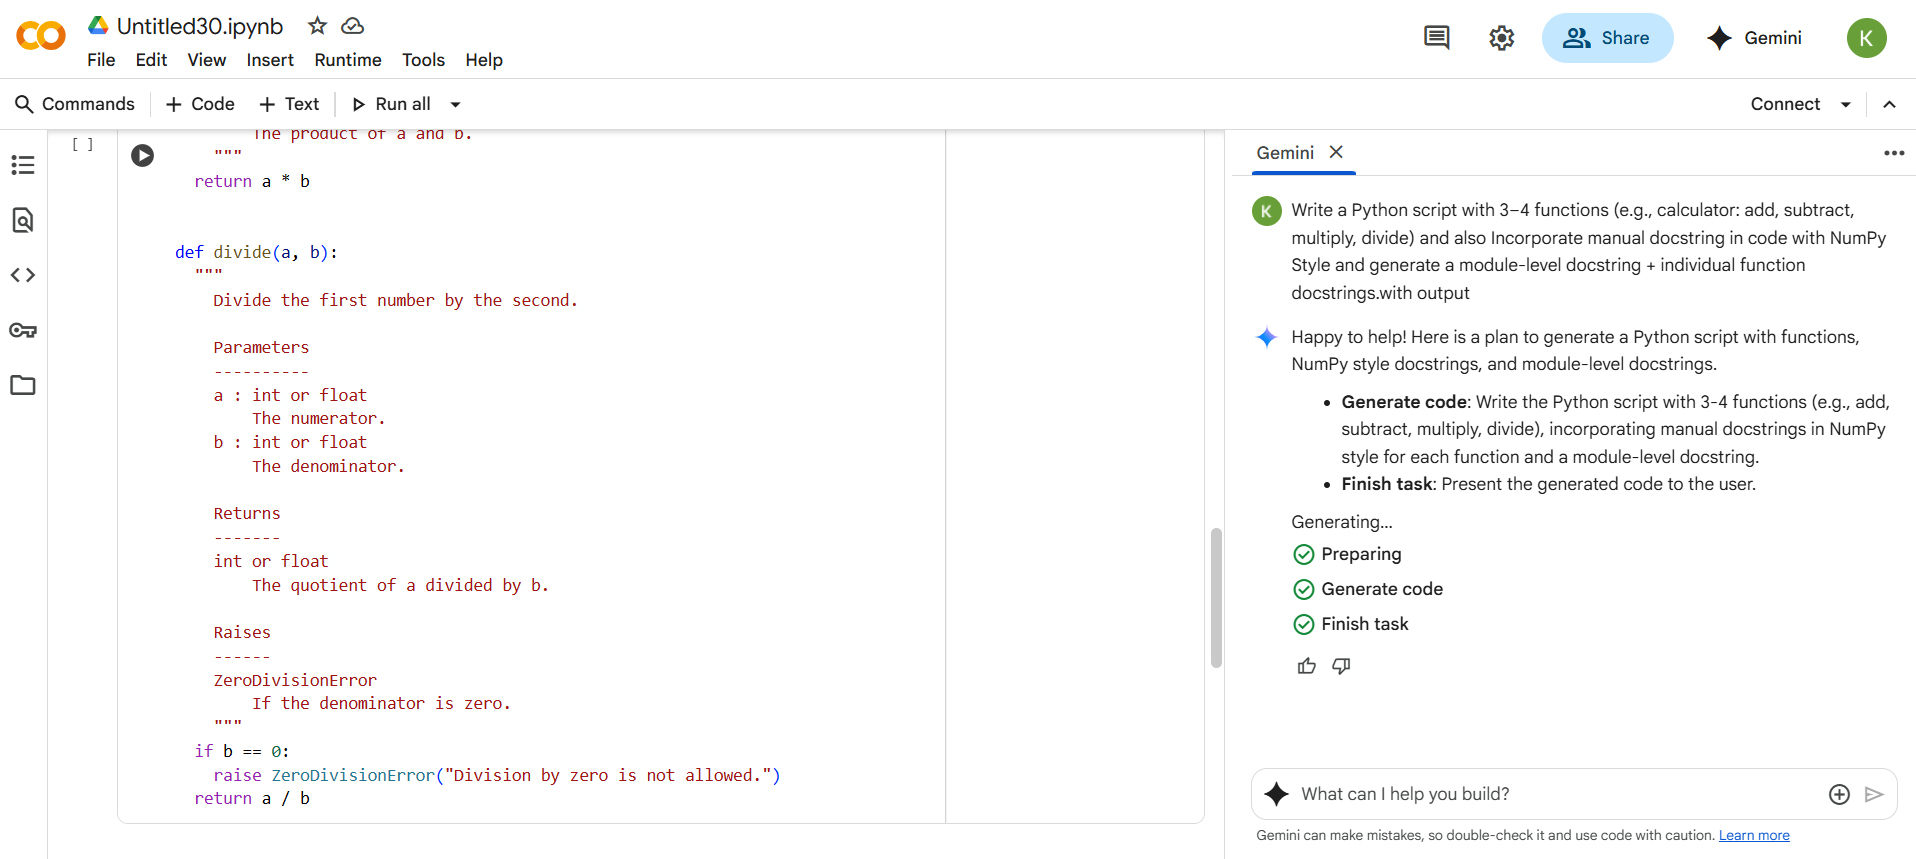 Untitled30.ipynb
File Edit View Insert Runtime Tools Help
Share
Gemini
K
Commands
+ Code
+ Text
Run all
Connect
[ ]
The product of a and b.
"""
return a * b
def divide(a, b):
"""
Divide the first number by the second.
Parameters
----------
a : int or float
The numerator.
b : int or float
The denominator.
Returns
-------
int or float
The quotient of a divided by b.
Raises
------
ZeroDivisionError
If the denominator is zero.
"""
if b == 0:
raise ZeroDivisionError("Division by zero is not allowed.")
return a / b
Gemini
K
Write a Python script with 3–4 functions (e.g., calculator: add, subtract,
multiply, divide) and also Incorporate manual docstring in code with NumPy
Style and generate a module-level docstring + individual function
docstrings.with output
Happy to help! Here is a plan to generate a Python script with functions,
NumPy style docstrings, and module-level docstrings.
• Generate code: Write the Python script with 3-4 functions (e.g., add,
subtract, multiply, divide), incorporating manual docstrings in NumPy
style for each function and a module-level docstring.
• Finish task: Present the generated code to the user.
Generating...
Preparing
Generate code
Finish task
What can I help you build?
Gemini can make mistakes, so double-check it and use code with caution. Learn more